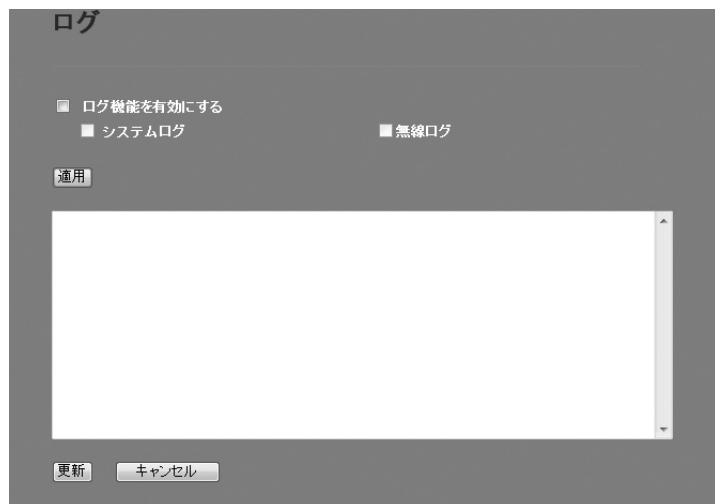 ログ
ログ機能を有効にする
システムログ 無線ログ
適用
更新 キャンセル